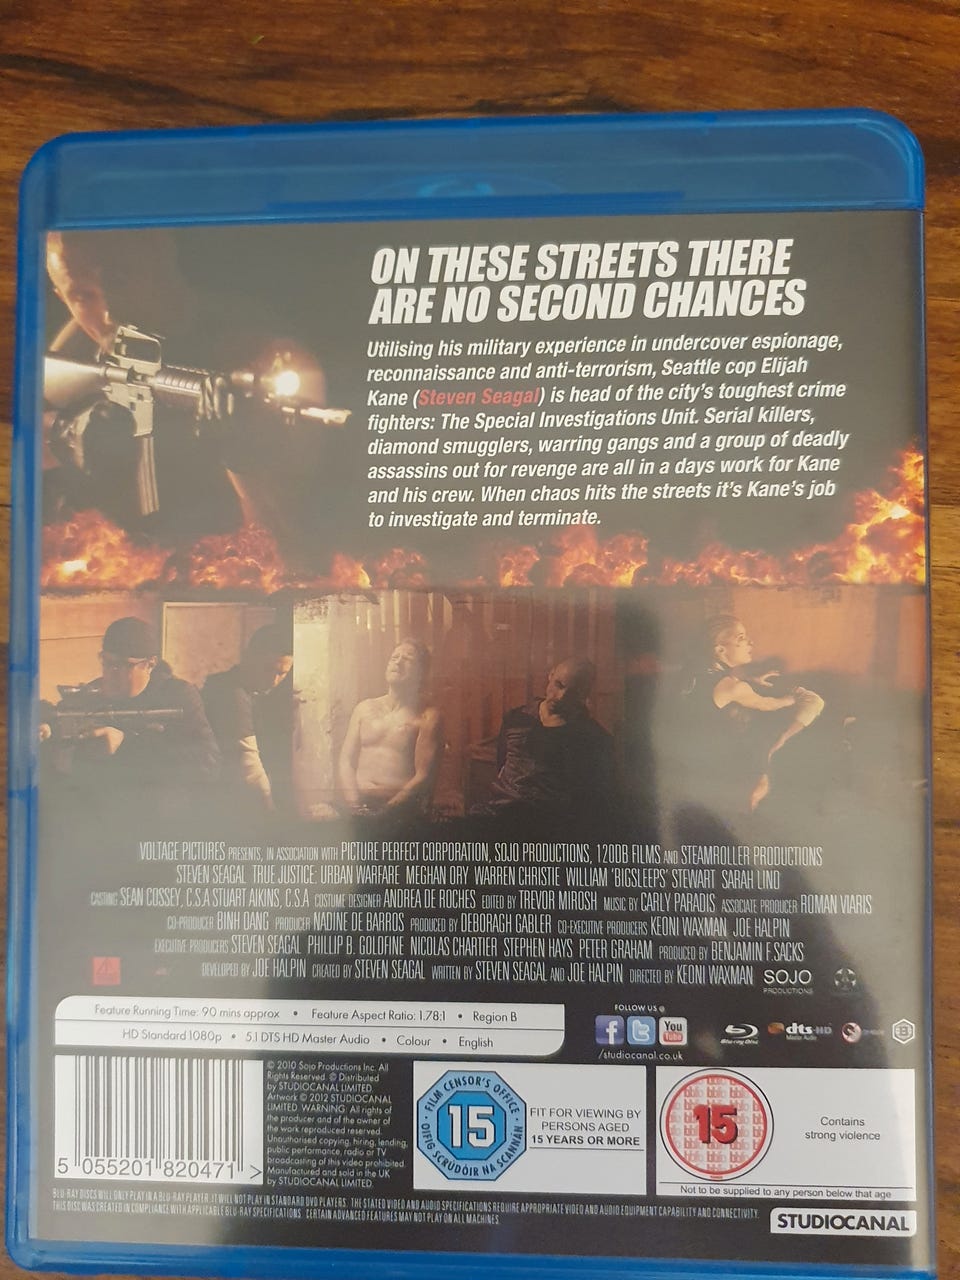 ON THESE STREETS THERE
ARE NO SECOND CHANCES
Utilising his military experience in undercover espionage,
reconnaissance and anti-terrorism, Seattle cop Elijah
Kane (Steven Seagal) is head of the city's toughest crime
fighters: The Special Investigations Unit. Serial killers,
diamond smugglers, warring gangs and a group of deadly
assassins out for revenge are all in a days work for Kane
and his crew. When chaos hits the streets it's Kane's job
to investigate and terminate.
VOLTAGE PICTURES PRESENTS, IN ASSOCIATION WITH PICTURE PERFECT CORPORATION, SOJO PRODUCTIONS, 120DB FILMS AND STEAMROLLER PRODUCTIONS
STEVEN SEAGAL TRUE JUSTICE: URBAN WARFARE MEGHAN ORY WARREN CHRISTIE WILLIAM 'BIGSLEEPS' STEWART SARAH LIND
CASTING SEAN COSSEY, C.S.A STUART AIKINS, C.S.A COSTUME DESIGNER ANDREA DE ROCHES EDITED BY TREVOR MIROSH MUSIC BY CARLY PARADIS ASSOCIATE PRODUCER ROMAN VIARIS
CO-PRODUCER BINH DANG PRODUCER NADINE DE BARROS PRODUCED BY DEBORAGH GABLER CO-EXECUTIVE PRODUCERS KEONI WAXMAN JOE HALPIN
EXECUTIVE PRODUCERS STEVEN SEAGAL PHILLIP B. GOLDFINE NICOLAS CHARTIER STEPHEN HAYS PETER GRAHAM PRODUCED BY BENJAMIN F.SACKS
DEVELOPED BY JOE HALPIN CREATED BY STEVEN SEAGAL WRITTEN BY STEVEN SEAGAL AND JOE HALPIN DIRECTED BY KEONI WAXMAN
SOJO
PRODUCTIONS
Feature Running Time: 90 mins approx • Feature Aspect Ratio: 1.78:1 • Region B
HD Standard 1080p • 5.1 DTS HD Master Audio • Colour • English
FOLLOW US @
f t You Tube
/studiocanal.co.uk
Blu-ray Disc
dts-HD
Master Audio
B
5 055201 820471 >
© 2010 Sojo Productions Inc. All
Rights Reserved. © Distributed
by STUDIOCANAL LIMITED.
Artwork © 2012 STUDIOCANAL
LIMITED. WARNING: All rights of
the producer and of the owner of
the work reproduced reserved.
Unauthorised copying, hiring, lending,
public performance, radio or TV
broadcasting of this video prohibited.
Manufactured and sold in the UK
by STUDIOCANAL LIMITED.
FILM CENSOR'S OFFICE
15
OIFIG SCRÚDÓIR NA SCANNÁN
FIT FOR VIEWING BY
PERSONS AGED
15 YEARS OR MORE
15
Contains
strong violence
Not to be supplied to any person below that age
BLU-RAY DISCS WILL ONLY PLAY IN A BLU-RAY PLAYER. IT WILL NOT PLAY IN STANDARD DVD PLAYERS. THE STATED VIDEO AND AUDIO SPECIFICATIONS REQUIRE APPROPRIATE VIDEO AND AUDIO EQUIPMENT CAPABILITY AND CONNECTIVITY.
THIS DISC WAS CREATED IN COMPLIANCE WITH APPLICABLE BLU-RAY SPECIFICATIONS. CERTAIN ADVANCED FEATURES MAY NOT PLAY ON ALL MACHINES.
STUDIOCANAL